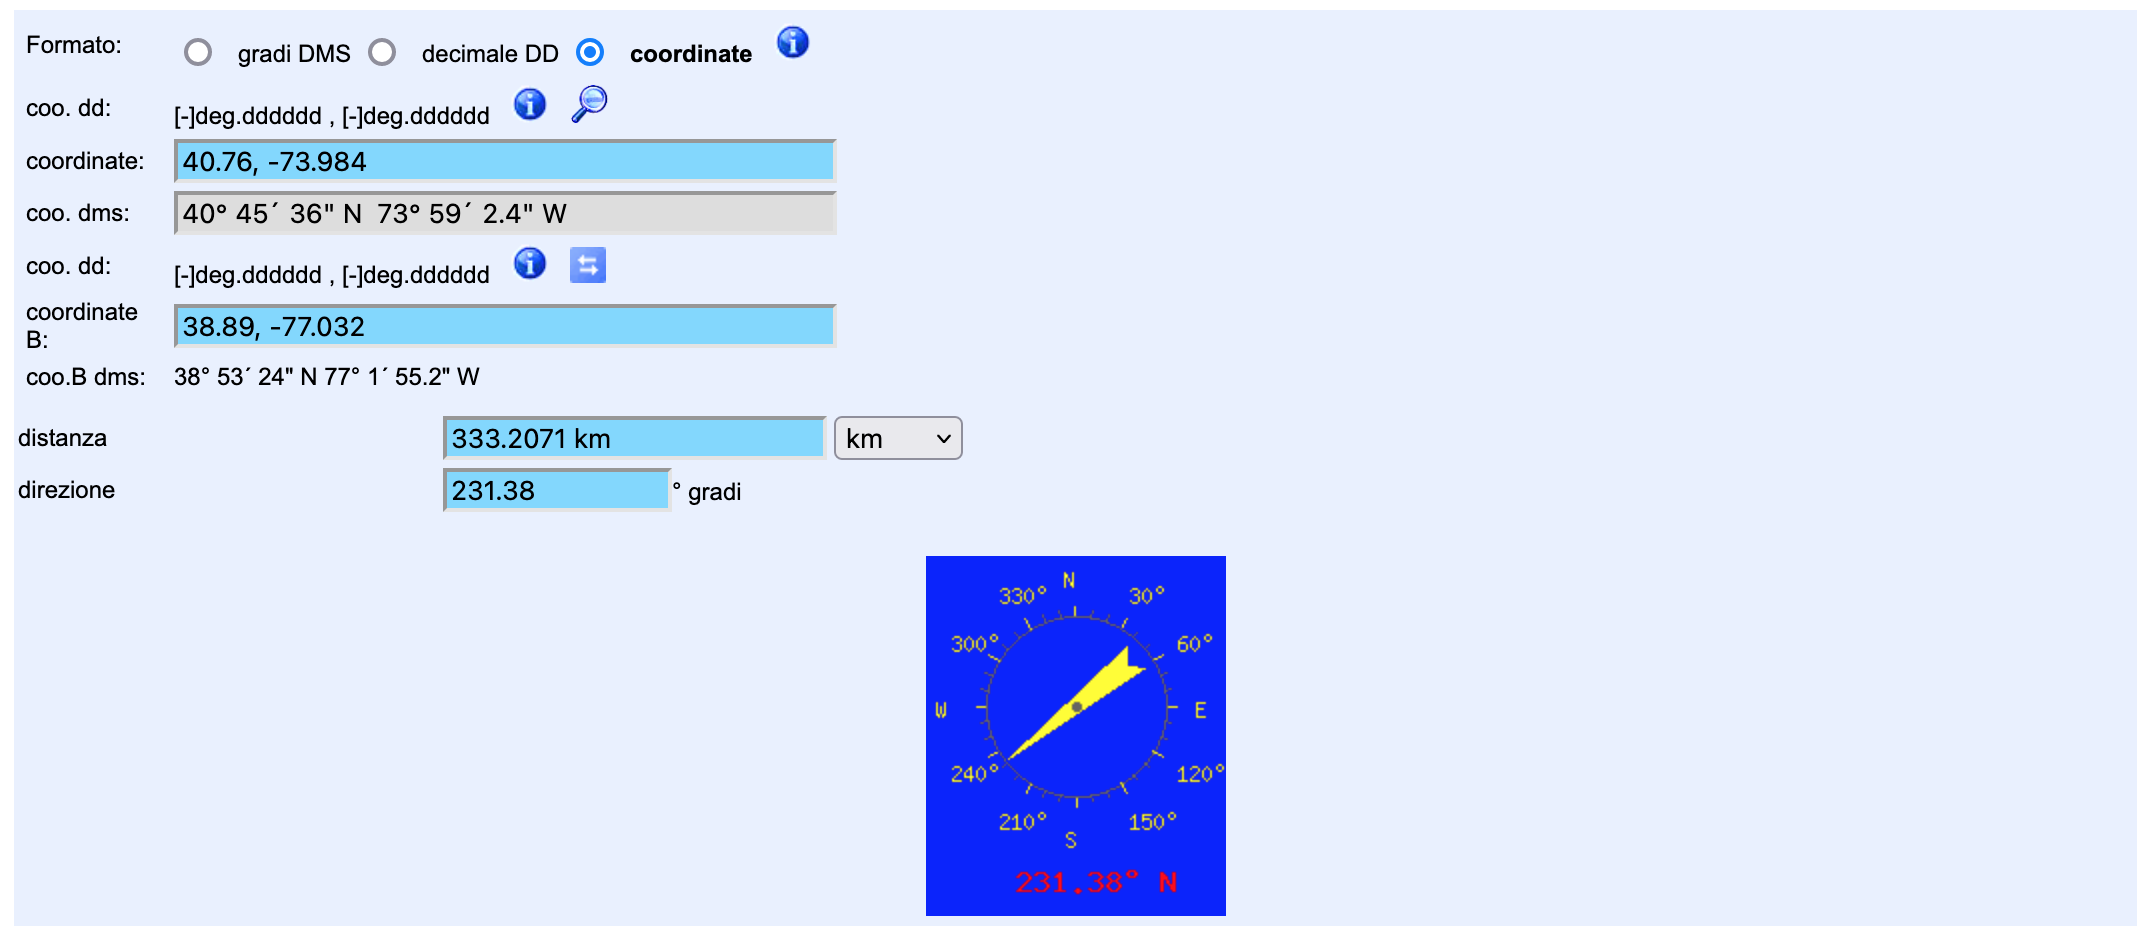 Formato: gradi DMS decimale DD coordinate
coo. dd: [-]deg.dddddd , [-]deg.dddddd
coordinate: 40.76, -73.984
coo. dms: 40° 45´ 36" N  73° 59´ 2.4" W
coo. dd: [-]deg.dddddd , [-]deg.dddddd
coordinate
B: 38.89, -77.032
coo.B dms: 38° 53´ 24" N 77° 1´ 55.2" W
distanza 333.2071 km km
direzione 231.38 ° gradi
N
330° 30°
300° 60°
W E
240° 120°
210° 150°
S
231.38° N